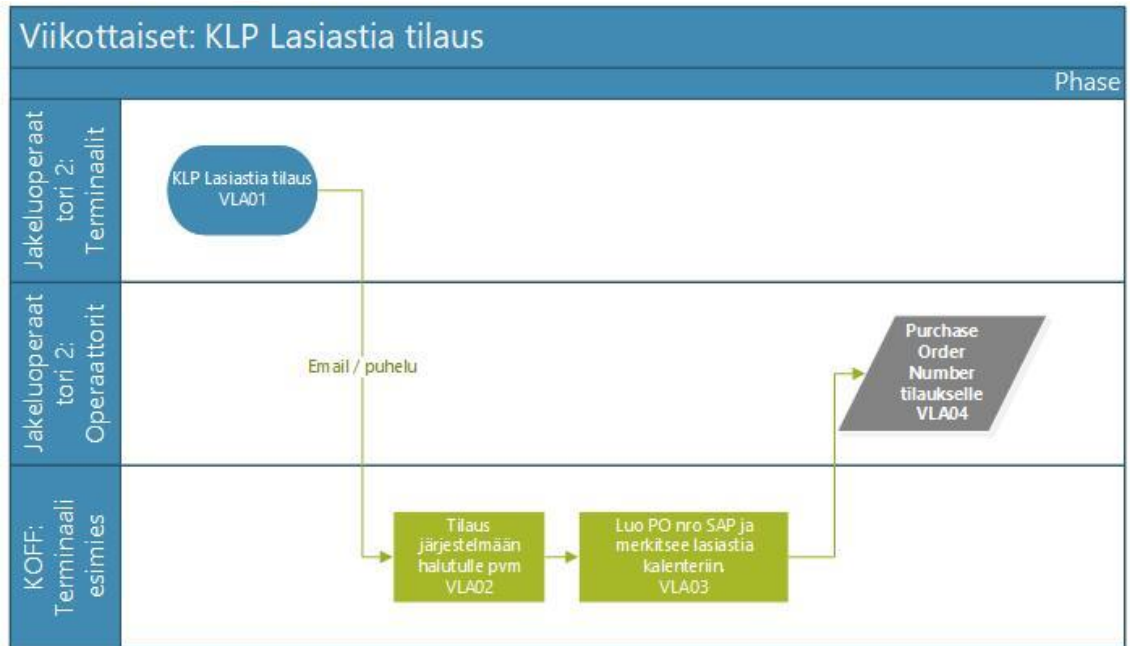 Viikottaiset: KLP Lasiastia tilaus
Phase
Jakeluoperaat
tori 2:
Terminaalit
KLP Lasiastia tilaus
VLA01
Jakeluoperaat
tori 2:
Operaattorit
Email / puhelu
Purchase
Order
Number
tilaukselle
VLA04
KOFF:
Terminaali
esimies
Tilaus
järjestelmään
halutulle pvm
VLA02
Luo PO nro SAP ja
merkitsee lasiastia
kalenteriin.
VLA03